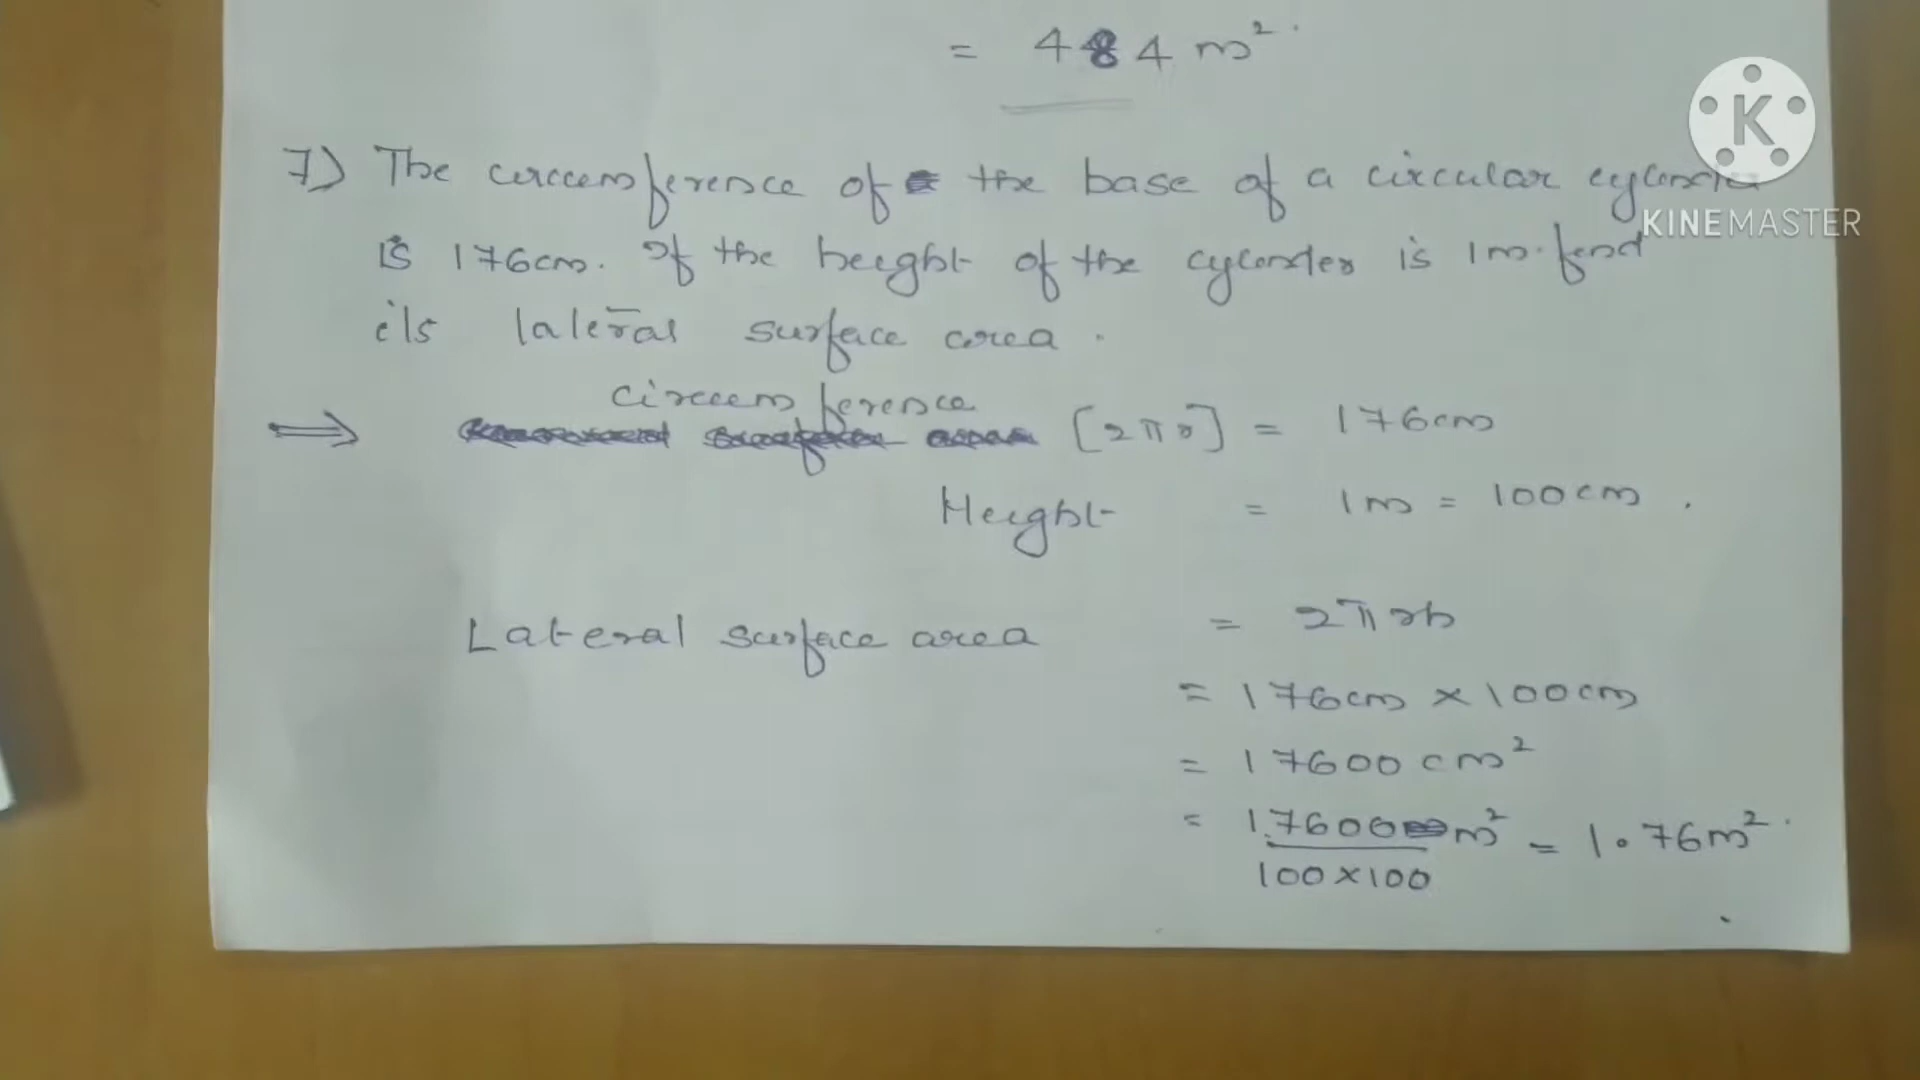 = 484 m²
7) The circumference of the base of a circular cylinder
is 176cm. If the height of the cylinder is 1m. find
its lateral surface area.
circumference [2πr] = 176cm
Height = 1m = 100cm.
Lateral surface area = 2πrh
= 176cm × 100cm
= 17600 cm²
= 17600 m² = 1.76m².
100×100
K
KINEMASTER